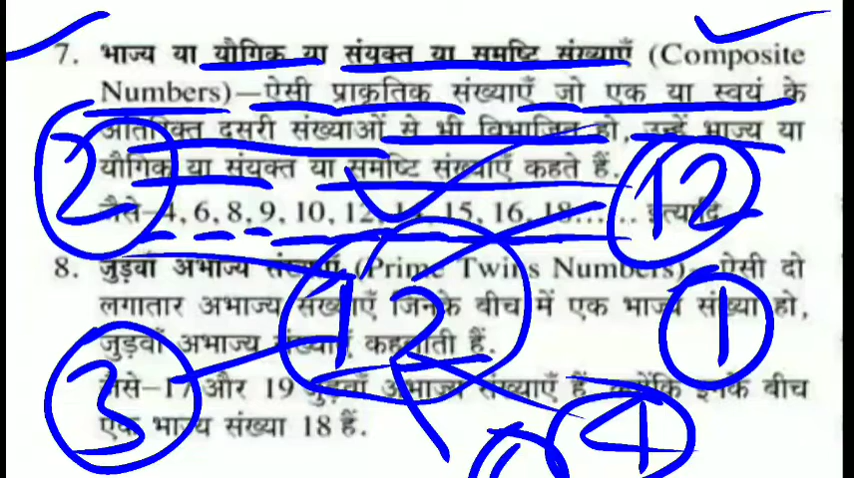 7. भाज्य या यौगिक या संयुक्त या समष्टि संख्याएँ (Composite
Numbers)—ऐसी प्राकृतिक संख्याएँ जो एक या स्वयं के
अतिरिक्त दूसरी संख्याओं से भी विभाजित हो, उन्हें भाज्य या
यौगिक या संयुक्त या समष्टि संख्याएँ कहते हैं.
जैसे–4, 6, 8, 9, 10, 12, 14, 15, 16, 18...... इत्यादि
8. जुड़वाँ अभाज्य संख्याएँ (Prime Twins Numbers)–ऐसी दो
लगातार अभाज्य संख्याएँ जिनके बीच में एक भाज्य संख्या हो,
जुड़वाँ अभाज्य संख्याएँ कहलाती हैं.
जैसे–17 और 19 जुड़वाँ अभाज्य संख्याएँ हैं, क्योंकि इनके बीच
एक भाज्य संख्या 18 हैं.
2
12
12
1
3
4